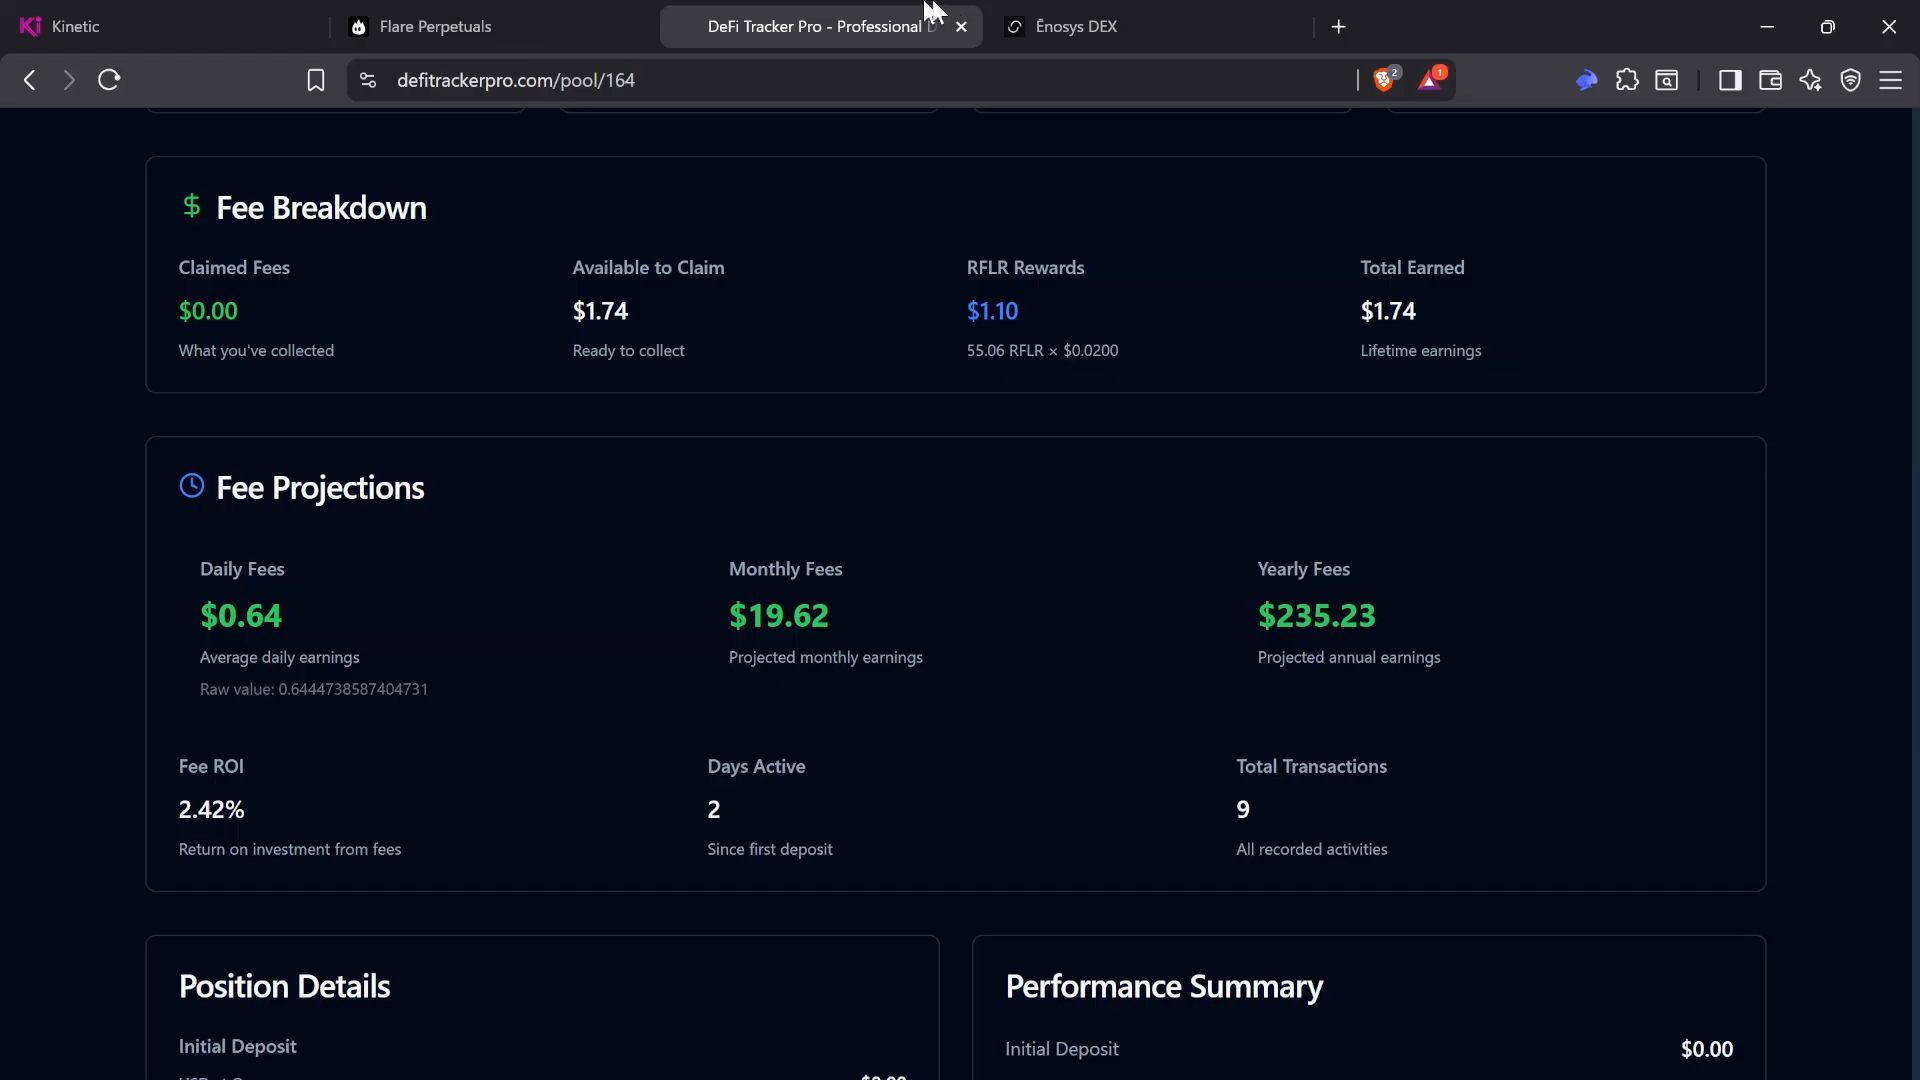 Kinetic
Flare Perpetuals
DeFi Tracker Pro - Professional
Ēnosys DEX
defitrackerpro.com/pool/164
2
1
$ Fee Breakdown
Claimed Fees
Available to Claim
RFLR Rewards
Total Earned
$0.00
$1.74
$1.10
$1.74
What you've collected
Ready to collect
55.06 RFLR × $0.0200
Lifetime earnings
Fee Projections
Daily Fees
Monthly Fees
Yearly Fees
$0.64
$19.62
$235.23
Average daily earnings
Projected monthly earnings
Projected annual earnings
Raw value: 0.6444738587404731
Fee ROI
Days Active
Total Transactions
2.42%
2
9
Return on investment from fees
Since first deposit
All recorded activities
Position Details
Performance Summary
Initial Deposit
Initial Deposit
$0.00